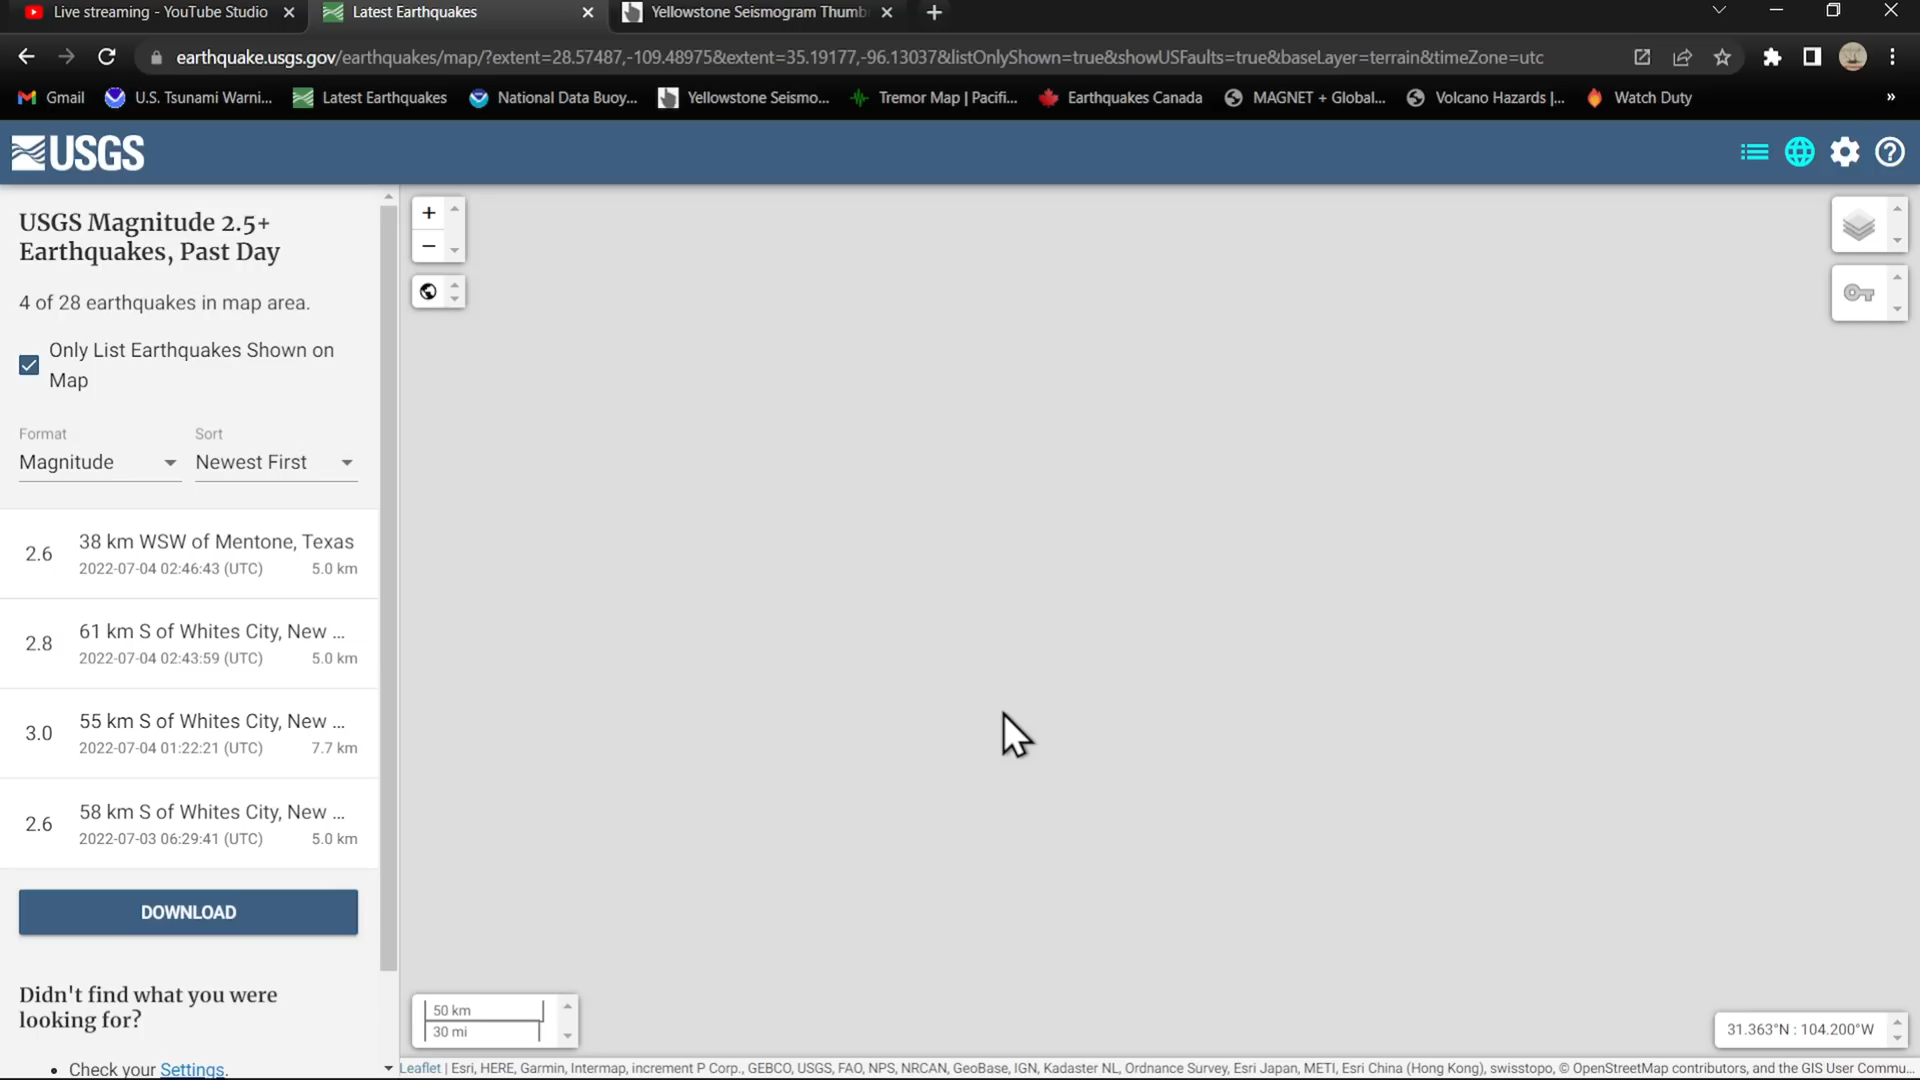 Live streaming - YouTube Studio
Latest Earthquakes
Yellowstone Seismogram Thumb
earthquake.usgs.gov/earthquakes/map/?extent=28.57487,-109.48975&extent=35.19177,-96.13037&listOnlyShown=true&showUSFaults=true&baseLayer=terrain&timeZone=utc
Gmail
U.S. Tsunami Warni...
Latest Earthquakes
National Data Buoy...
Yellowstone Seismo...
Tremor Map | Pacifi...
Earthquakes Canada
MAGNET + Global...
Volcano Hazards |...
Watch Duty
»
USGS
USGS Magnitude 2.5+
Earthquakes, Past Day
4 of 28 earthquakes in map area.
Only List Earthquakes Shown on
Map
Format
Sort
Magnitude
Newest First
2.6
38 km WSW of Mentone, Texas
2022-07-04 02:46:43 (UTC) 5.0 km
2.8
61 km S of Whites City, New ...
2022-07-04 02:43:59 (UTC) 5.0 km
3.0
55 km S of Whites City, New ...
2022-07-04 01:22:21 (UTC) 7.7 km
2.6
58 km S of Whites City, New ...
2022-07-03 06:29:41 (UTC) 5.0 km
DOWNLOAD
Didn't find what you were
looking for?
• Check your Settings.
+
−
50 km
30 mi
31.363°N : 104.200°W
Leaflet | Esri, HERE, Garmin, Intermap, increment P Corp., GEBCO, USGS, FAO, NPS, NRCAN, GeoBase, IGN, Kadaster NL, Ordnance Survey, Esri Japan, METI, Esri China (Hong Kong), swisstopo, © OpenStreetMap contributors, and the GIS User Commu...